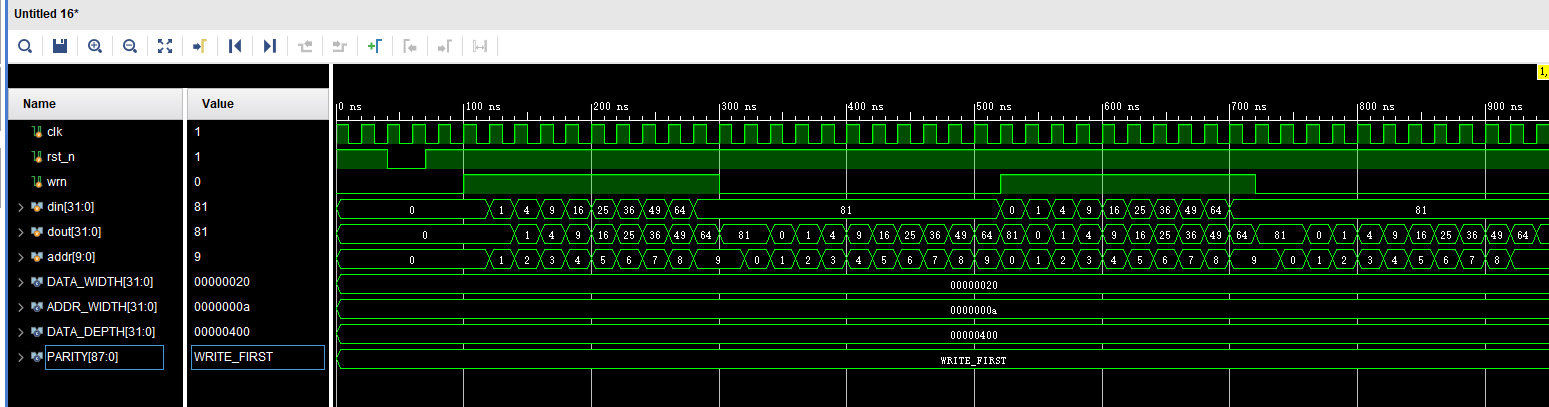 Untitled 16*
1,
Name Value
0 ns 100 ns 200 ns 300 ns 400 ns 500 ns 600 ns 700 ns 800 ns 900 ns
clk 1
rst_n 1
wrn 0
din[31:0] 81 0 1 4 9 16 25 36 49 64 81 0 1 4 9 16 25 36 49 64 81
dout[31:0] 81 0 1 4 9 16 25 36 49 64 81 0 1 4 9 16 25 36 49 64 81 0 1 4 9 16 25 36 49 64 81 0 1 4 9 16 25 36 49 64
addr[9:0] 9 0 1 2 3 4 5 6 7 8 9 0 1 2 3 4 5 6 7 8 9 0 1 2 3 4 5 6 7 8 9 0 1 2 3 4 5 6 7 8
DATA_WIDTH[31:0] 00000020 00000020
ADDR_WIDTH[31:0] 0000000a 0000000a
DATA_DEPTH[31:0] 00000400 00000400
PARITY[87:0] WRITE_FIRST WRITE_FIRST